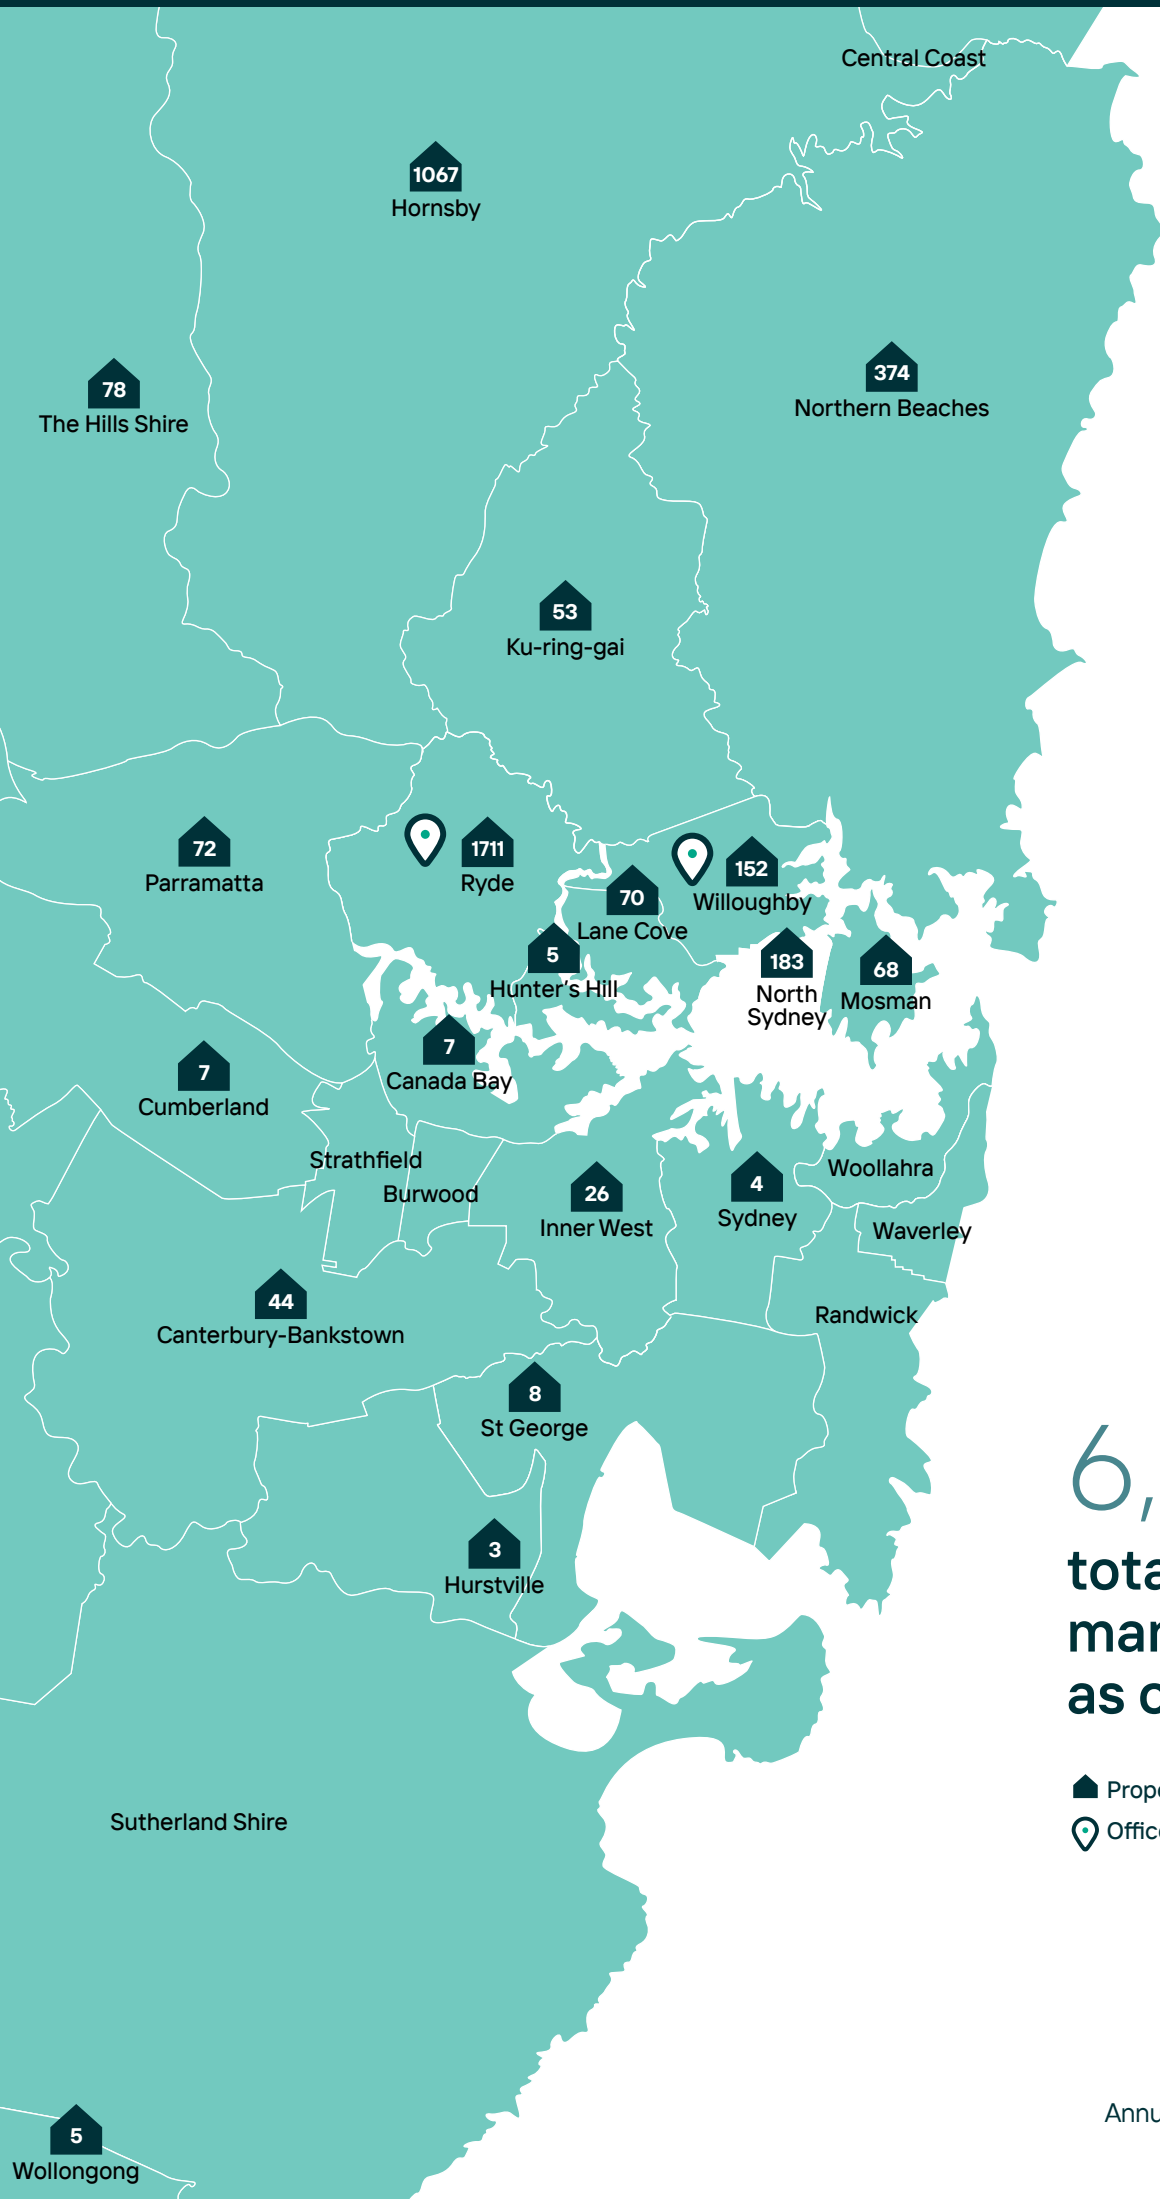 Central Coast
1067
Hornsby
374
Northern Beaches
78
The Hills Shire
53
Ku-ring-gai
72
Parramatta
1711
Ryde
152
Willoughby
70
Lane Cove
5
Hunter's Hill
183
North
Sydney
68
Mosman
7
Canada Bay
7
Cumberland
Strathfield
Burwood
26
Inner West
4
Sydney
Woollahra
Waverley
44
Canterbury-Bankstown
Randwick
8
St George
6,
3
Hurstville
as
Sutherland Shire
5
Wollongong